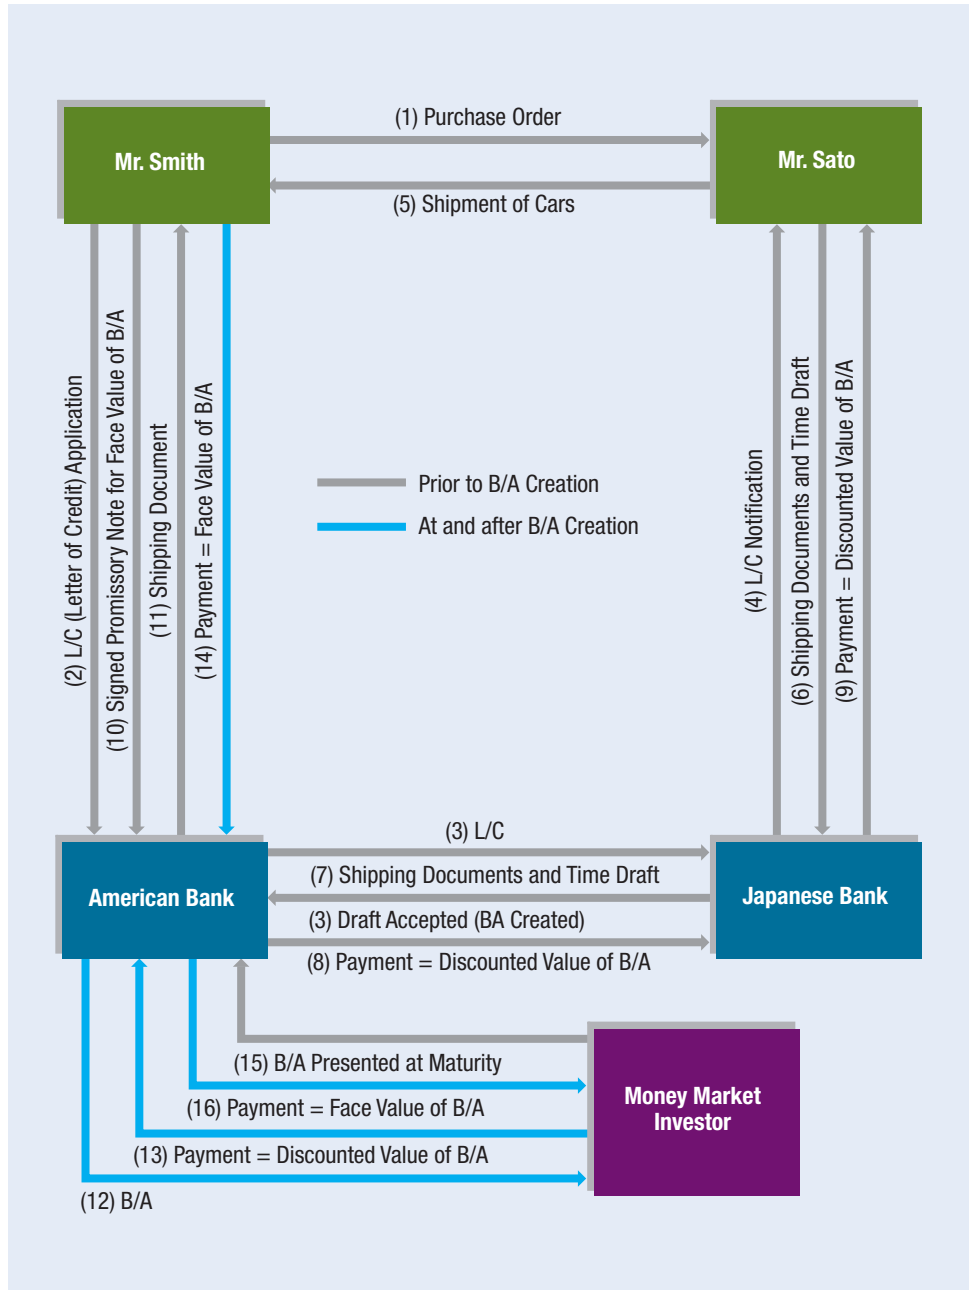 (1) Purchase Order
Mr. Smith
Mr. Sato
(5) Shipment of Cars
(2) L/C (Letter of Credit) Application
(10) Signed Promissory Note for Face Value of B/A
(11) Shipping Document
(14) Payment = Face Value of B/A
Prior to B/A Creation
At and after B/A Creation
(4) L/C Notification
(6) Shipping Documents and Time Draft
(9) Payment = Discounted Value of B/A
(3) L/C
(7) Shipping Documents and Time Draft
American Bank
Japanese Bank
(3) Draft Accepted (BA Created)
(8) Payment = Discounted Value of B/A
(15) B/A Presented at Maturity
(16) Payment = Face Value of B/A
Money Market
Investor
(13) Payment = Discounted Value of B/A
(12) B/A